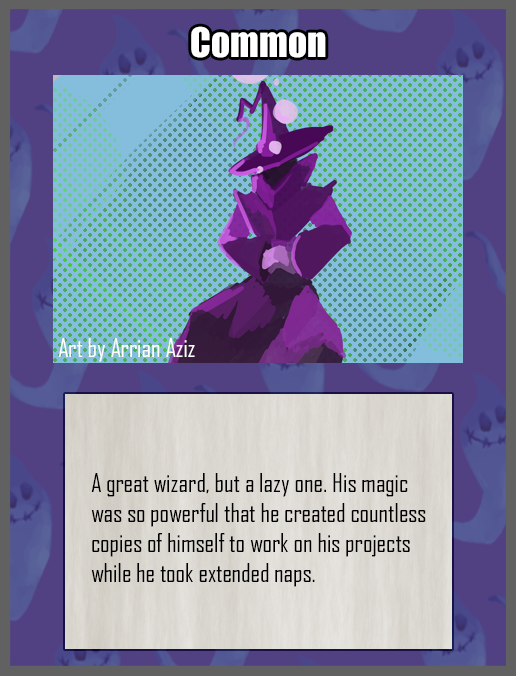 Common
Art by Arrian Aziz
A great wizard, but a lazy one. His magic
was so powerful that he created countless
copies of himself to work on his projects
while he took extended naps.